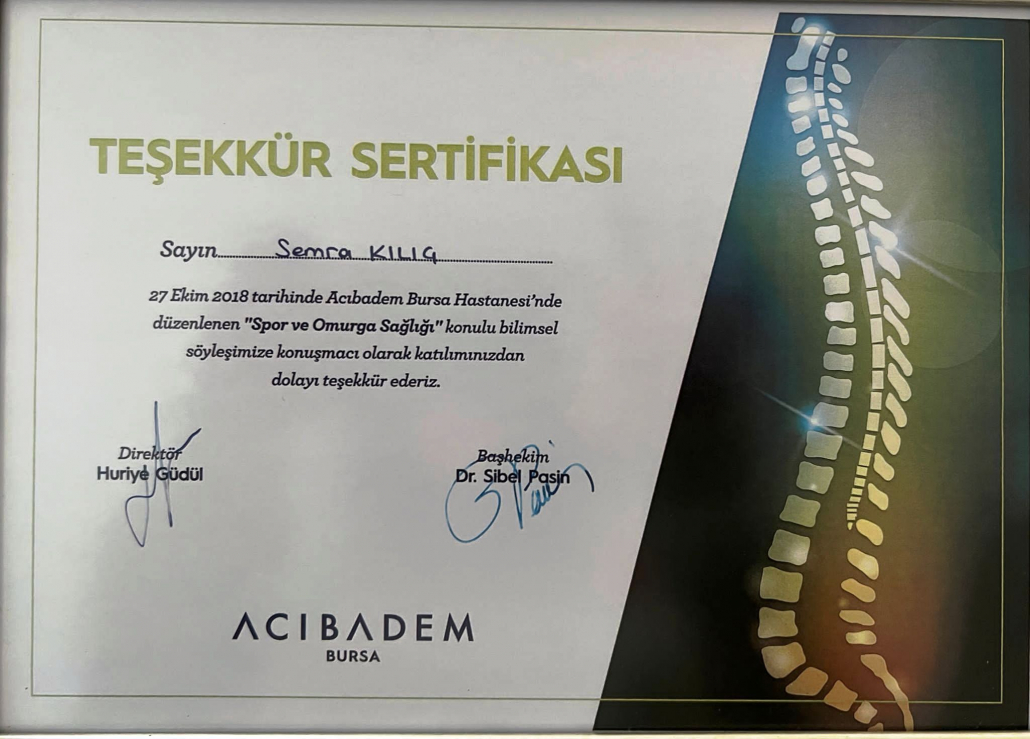 TEŞEKKÜR SERTİFİKASI
Sayın........Semra KILIÇ........
27 Ekim 2018 tarihinde Acıbadem Bursa Hastanesi'nde
düzenlenen "Spor ve Omurga Sağlığı" konulu bilimsel
söyleşimize konuşmacı olarak katılımınızdan
dolayı teşekkür ederiz.
Direktör
Huriye Güdül
Başhekim
Dr. Sibel Paşin
ACIBADEM
BURSA